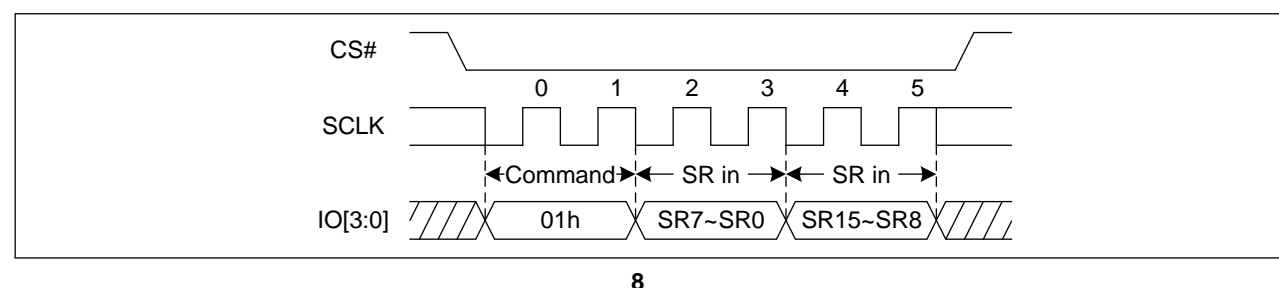 CS#
0 1 2 3 4 5
SCLK
Command SR in SR in
IO[3:0] 01h SR7~SR0 SR15~SR8
8